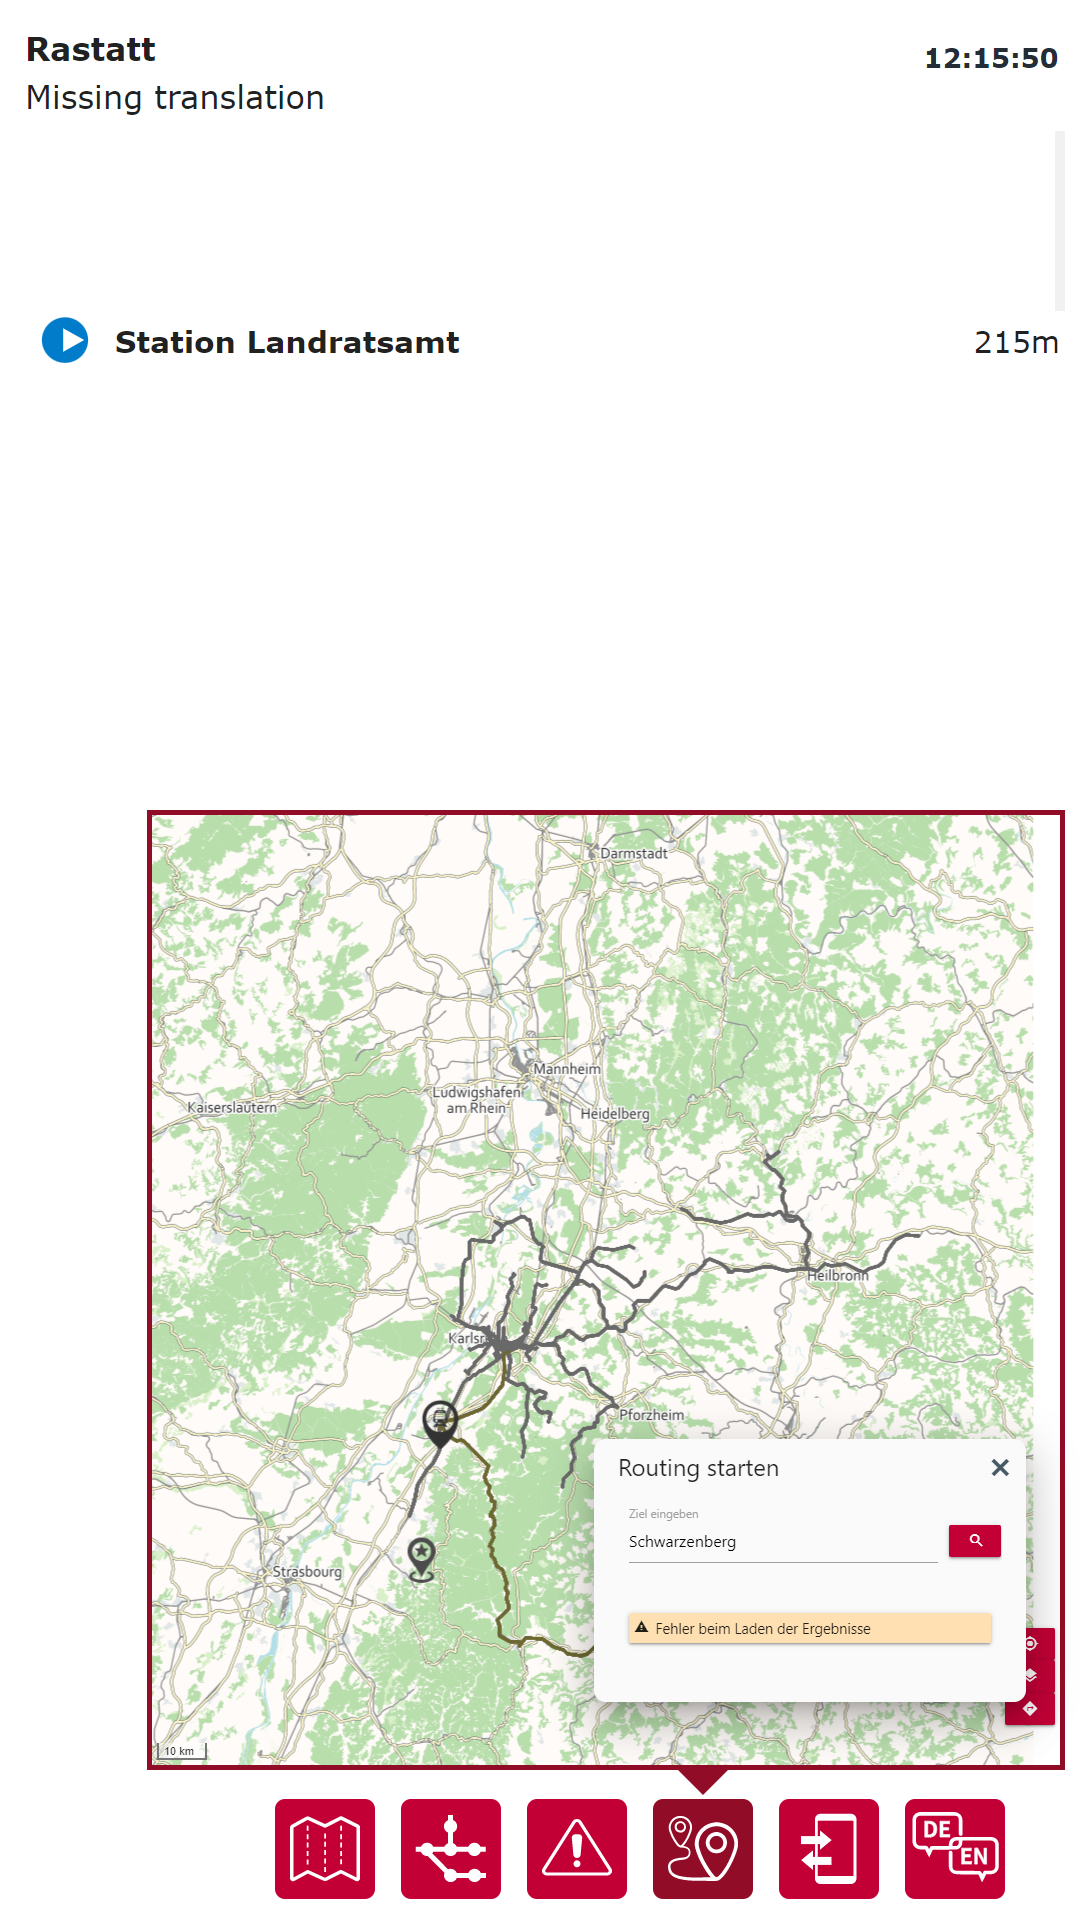 Rastatt
12:15:50
Missing translation
Station Landratsamt
215m
Darmstadt
Mannheim
Ludwigshafen
am Rhein
Kaiserslautern
Heidelberg
Heilbronn
Karlsr
Pforzheim
Strasbourg
Routing starten
Ziel eingeben
Schwarzenberg
Fehler beim Laden der Ergebnisse
10 km
DE
EN